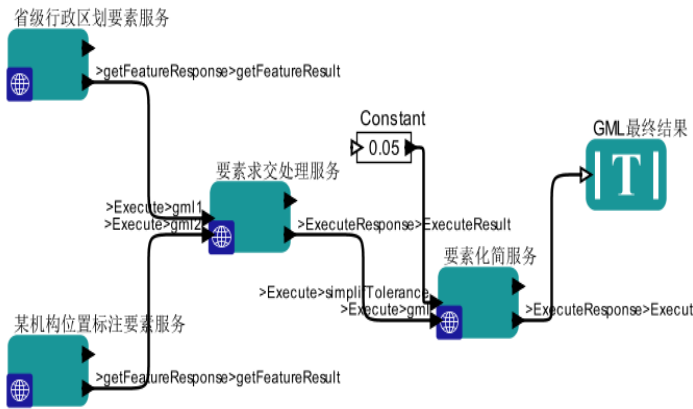 省级行政区划要素服务
>getFeatureResponse>getFeatureResult
Constant
0.05
GML最终结果
T
要素求交处理服务
>Execute>gml1
>Execute>gml2
>ExecuteResponse>ExecuteResult
要素化简服务
>Execute>simplifTolerance
>Execute>gml
>ExecuteResponse>Execut
某机构位置标注要素服务
>getFeatureResponse>getFeatureResult